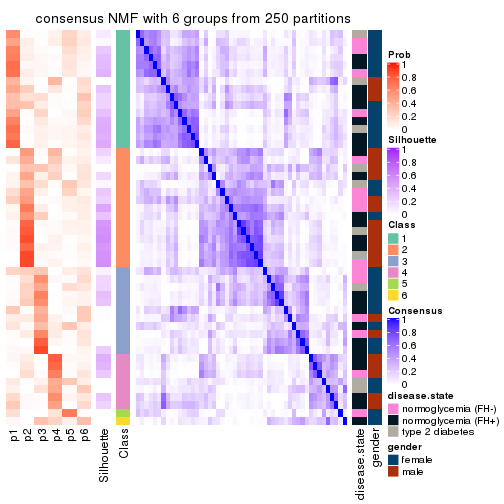 consensus NMF with 6 groups from 250 partitions
Prob
1
0.8
0.6
0.4
0.2
0
Silhouette
1
0.8
0.6
0.4
0.2
0
Class
1
2
3
4
5
6
Consensus
1
0.8
0.6
0.4
0.2
0
disease.state
normoglycemia (FH-)
normoglycemia (FH+)
type 2 diabetes
gender
female
male
p1
p2
p3
p4
p5
p6
Silhouette
Class
disease.state
gender